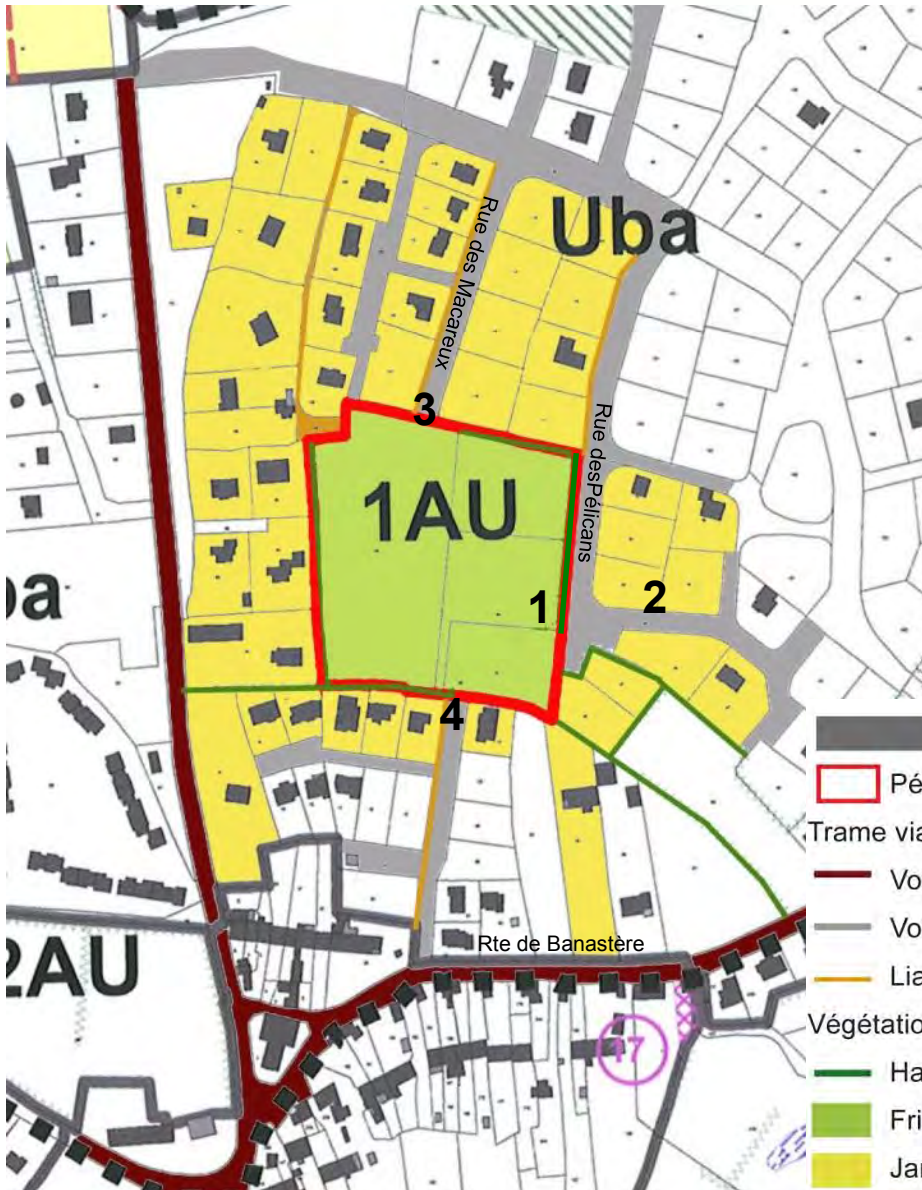 Uba
Rue des Macareux
3
Rue desPélicans
1AU
1
2
ba
4
Pé
Trame via
Vo
Vo
Rte de Banastère
2AU
Lia
Végétatio
17
Ha
Fri
Jar